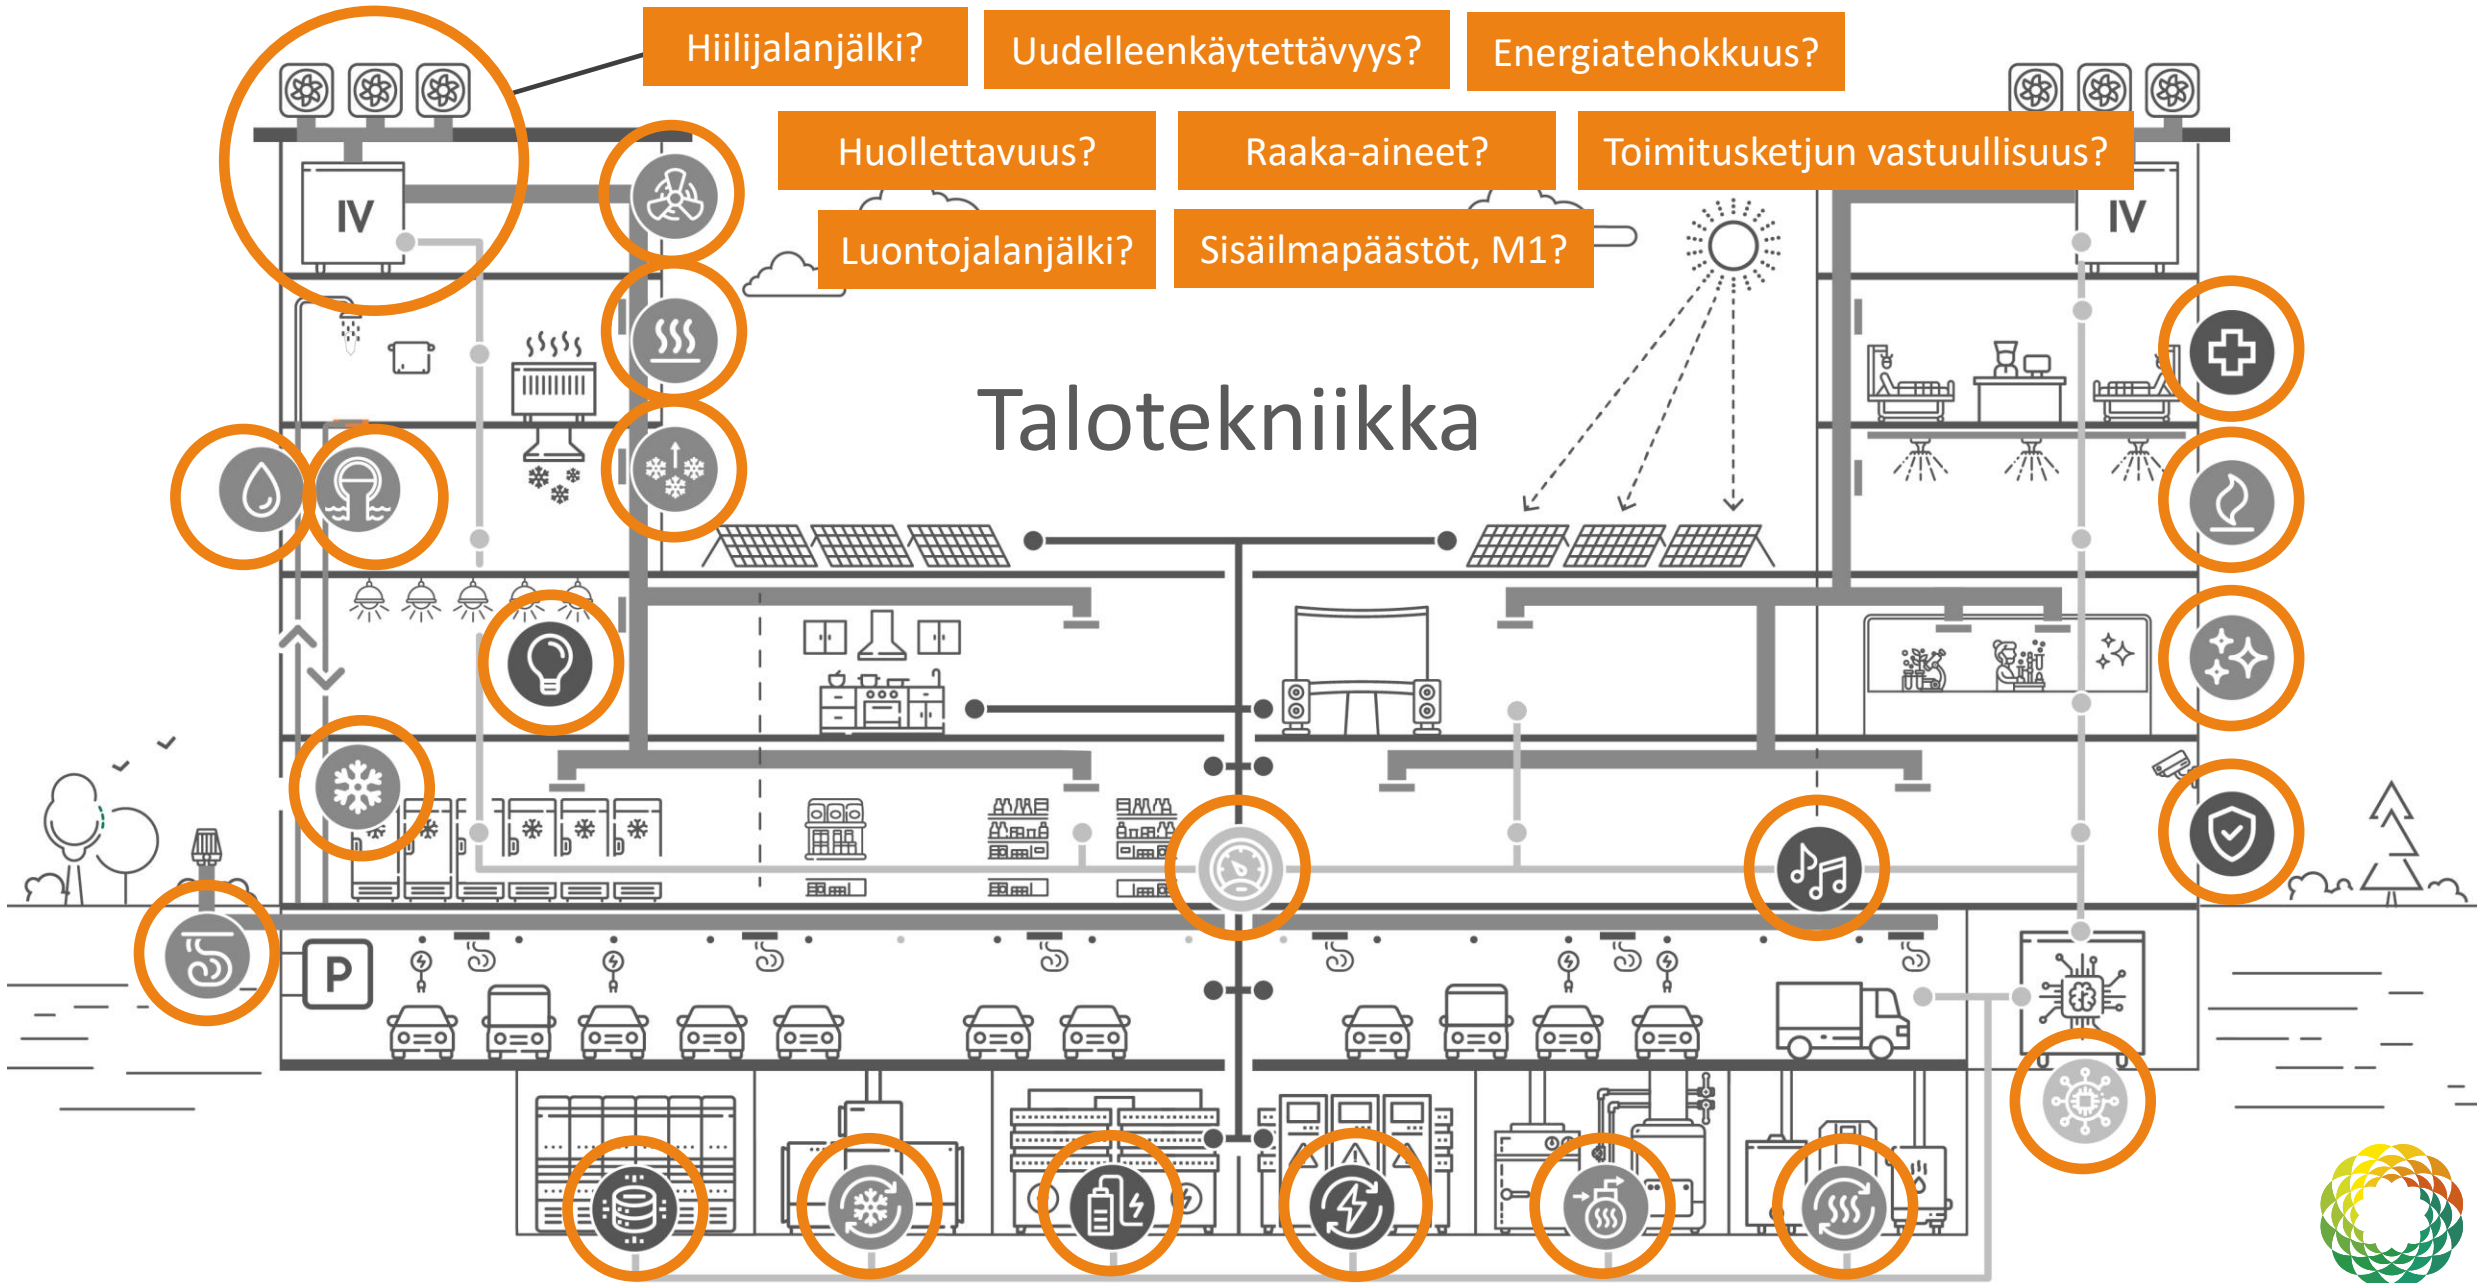 Hiilijalanjälki?
Uudelleenkäytettävyys?
Energiatehokkuus?
Huollettavuus?
Raaka-aineet?
Toimitusketjun vastuullisuus?
Luontojalanjälki?
Sisäilmapäästöt, M1?
IV
IV
Talotekniikka
P